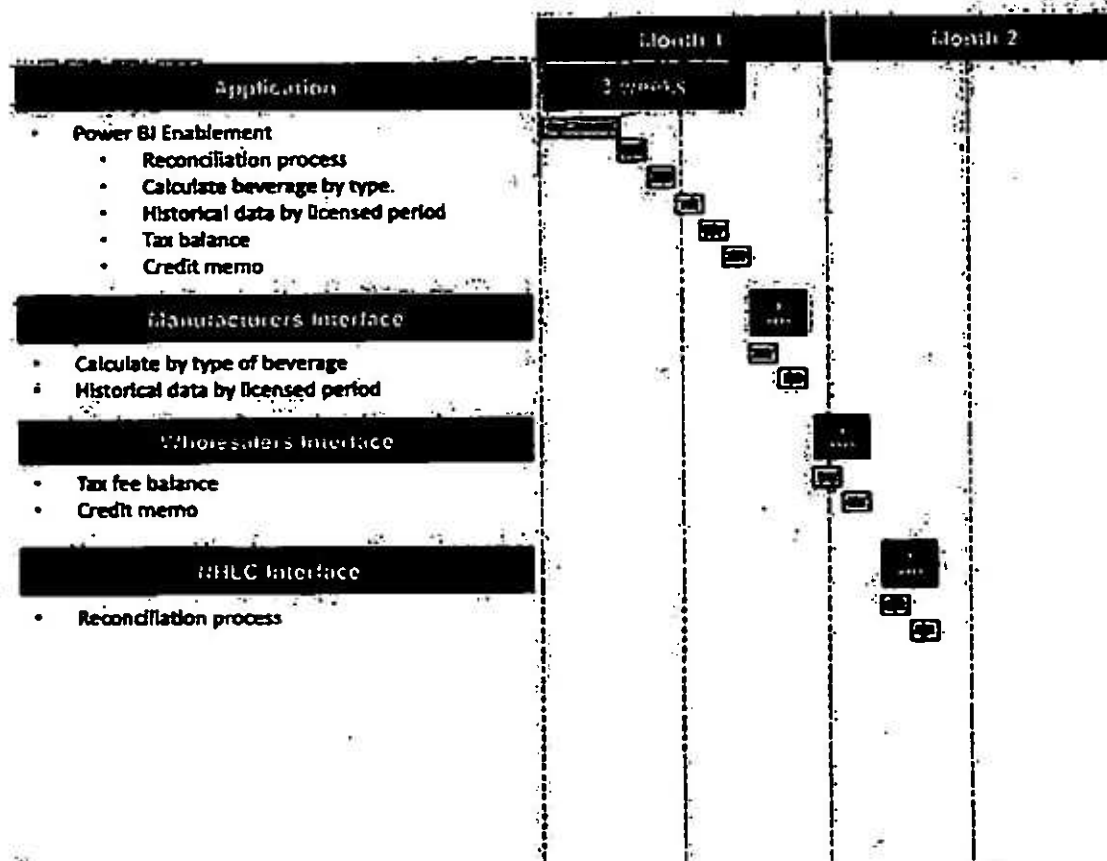 Month 1
Month 2
Application
3 weeks
• Power BI Enablement
• Reconciliation process
• Calculate beverage by type.
• Historical data by licensed period
• Tax balance
• Credit memo
Manufacturers Interface
• Calculate by type of beverage
• Historical data by licensed period
Wholesalers Interface
• Tax fee balance
• Credit memo
NHLC Interface
• Reconciliation process